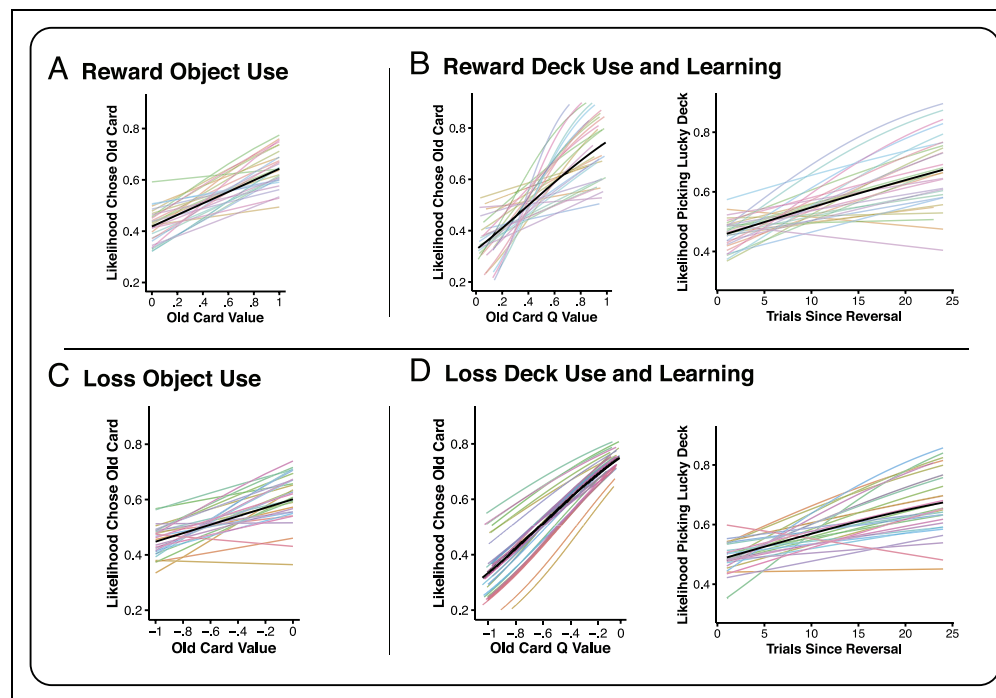 A Reward Object Use
Likelihood Chose Old Card
0.8
0.6
0.4
0.2
0 .2 .4 .6 .8 1
Old Card Value
B Reward Deck Use and Learning
Likelihood Chose Old Card
0.8
0.6
0.4
0.2
0 .2 .4 .6 .8 1
Old Card Q Value
Likelihood Picking Lucky Deck
0.8
0.6
0.4
0 5 10 15 20 25
Trials Since Reversal
C Loss Object Use
Likelihood Chose Old Card
0.8
0.6
0.4
0.2
−1 −.8 −.6 −.4 −.2 0
Old Card Value
D Loss Deck Use and Learning
Likelihood Chose Old Card
0.8
0.6
0.4
0.2
−1 −.8 −.6 −.4 −.2 0
Old Card Q Value
Likelihood Picking Lucky Deck
0.8
0.6
0.4
0 5 10 15 20 25
Trials Since Reversal